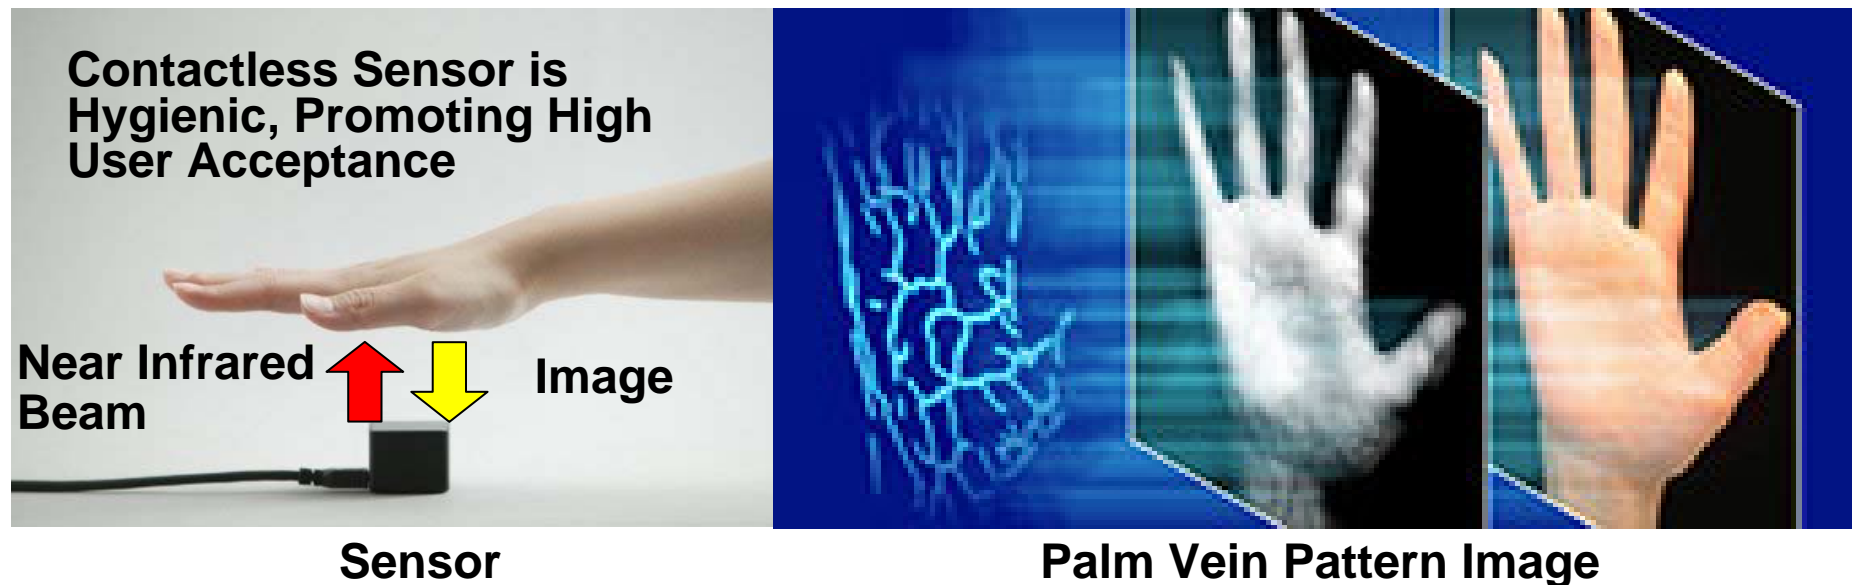 Contactless Sensor is
Hygienic, Promoting High
User Acceptance
Near Infrared
Beam
Image
Sensor
Palm Vein Pattern Image